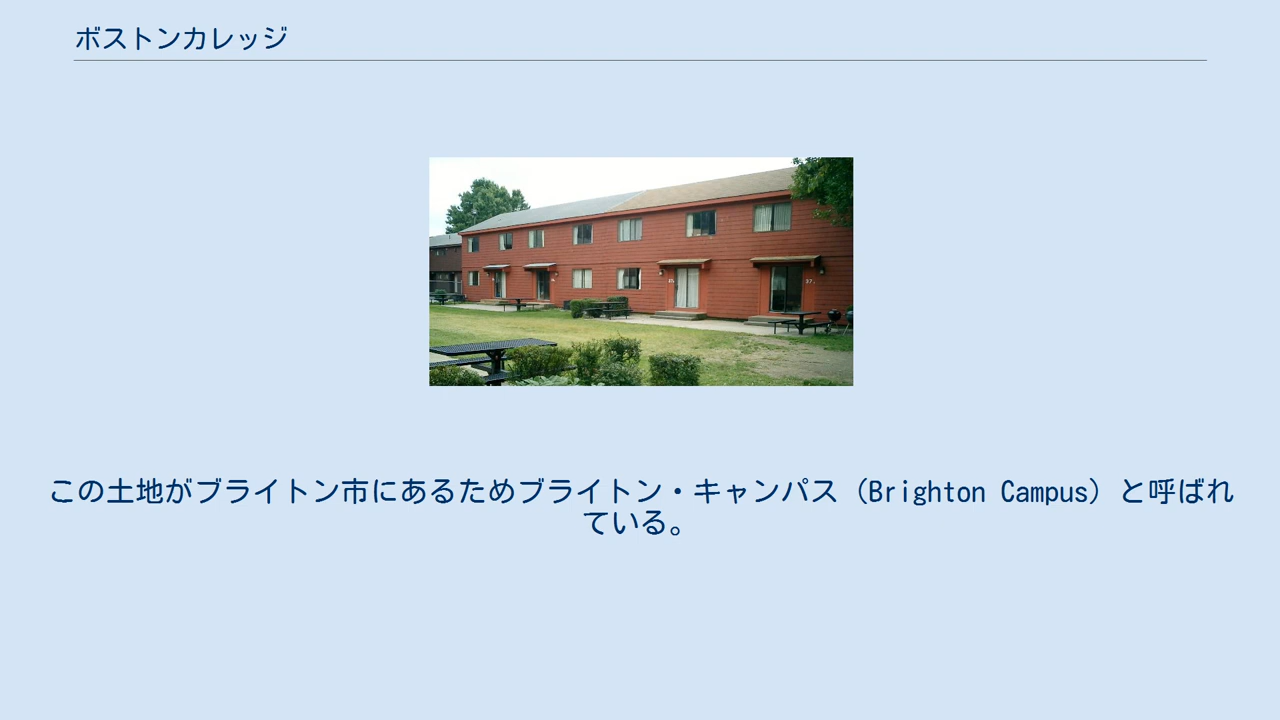 ボストンカレッジ
この土地がブライトン市にあるためブライトン・キャンパス（Brighton Campus）と呼ばれ
ている。